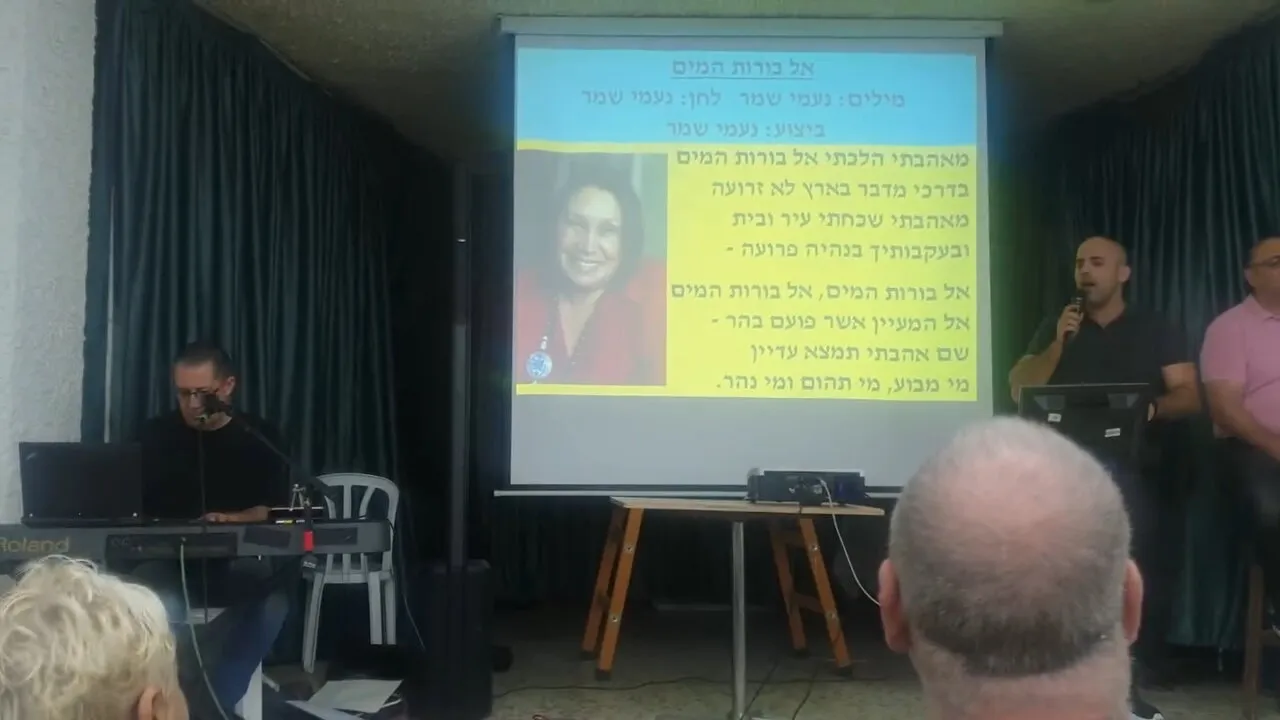 אל בורות המים
מילים: נעמי שמר לחן: נעמי שמר
ביצוע: נעמי שמר
מאהבתי הלכתי אל בורות המים
בדרכי מדבר בארץ לא זרועה
מאהבתי שכחתי עיר ובית
ובעקבותיך בנהיה פרועה -
אל בורות המים, אל בורות המים
אל המעיין אשר פועם בהר -
שם אהבתי תמצא עדיין
מי מבוע, מי תהום ומי נהר.
Roland